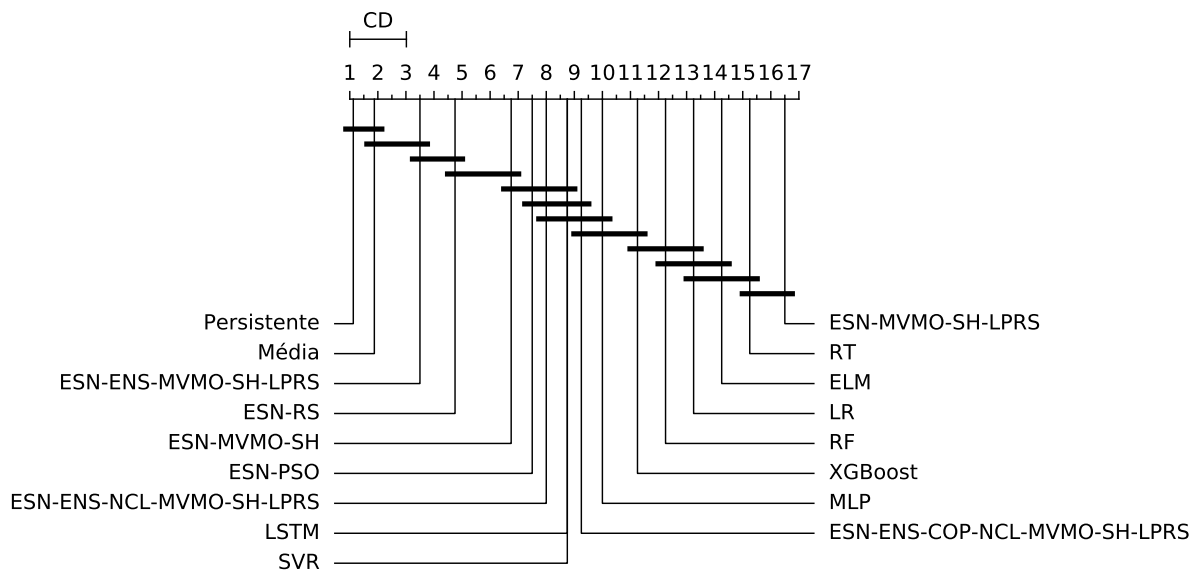 CD
1 2 3 4 5 6 7 8 9 10 11 12 13 14 15 16 17
Persistente
ESN-MVMO-SH-LPRS
Média
RT
ESN-ENS-MVMO-SH-LPRS
ELM
ESN-RS
LR
ESN-MVMO-SH
RF
ESN-PSO
XGBoost
ESN-ENS-NCL-MVMO-SH-LPRS
MLP
LSTM
ESN-ENS-COP-NCL-MVMO-SH-LPRS
SVR